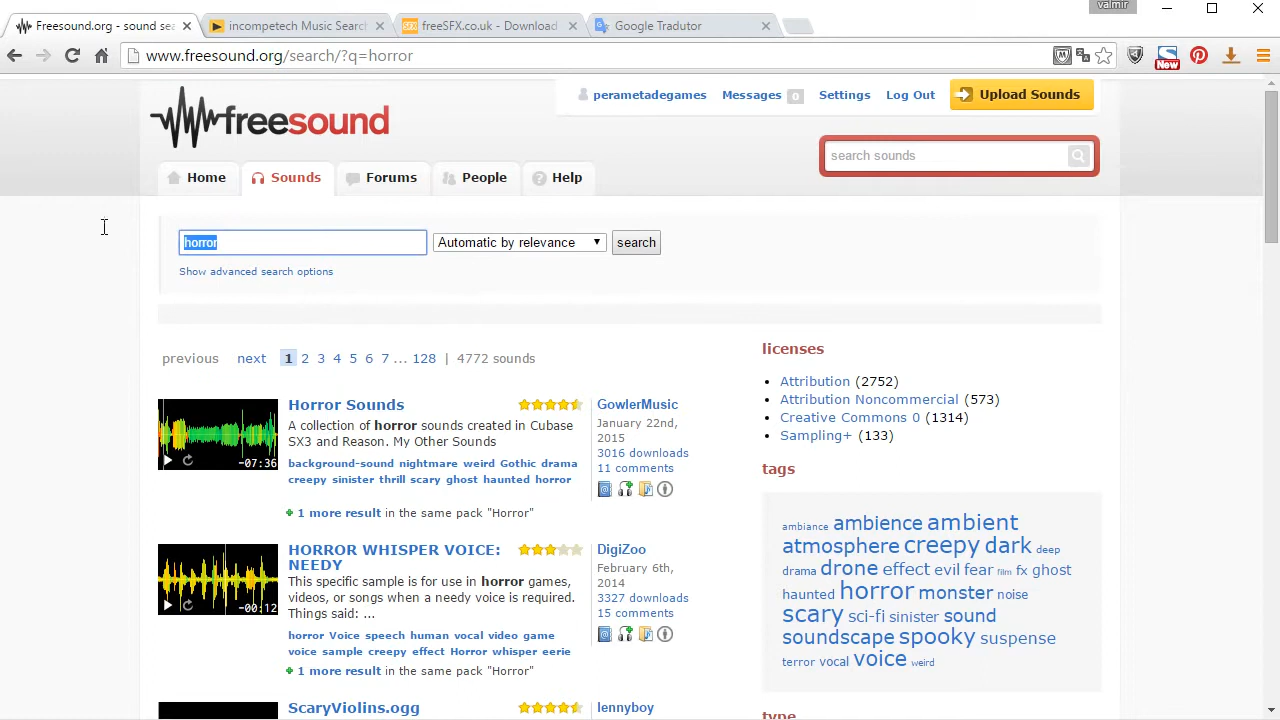 valmir
Freesound.org - sound sea
incompetech Music Search
freeSFX.co.uk - Download
Google Tradutor
www.freesound.org/search/?q=horror
New
perametadegames
Messages 0
Settings
Log Out
Upload Sounds
freesound
search sounds
Home
Sounds
Forums
People
Help
horror
Automatic by relevance
search
Show advanced search options
previous next 1 2 3 4 5 6 7 ... 128 | 4772 sounds
-07:36
Horror Sounds
A collection of horror sounds created in Cubase
SX3 and Reason. My Other Sounds
background-sound nightmare weird Gothic drama
creepy sinister thrill scary ghost haunted horror
1 more result in the same pack "Horror"
GowlerMusic
January 22nd,
2015
3016 downloads
11 comments
-00:12
HORROR WHISPER VOICE:
NEEDY
This specific sample is for use in horror games,
videos, or songs when a needy voice is required.
Things said: ...
horror Voice speech human vocal video game
voice sample creepy effect Horror whisper eerie
1 more result in the same pack "Horror"
DigiZoo
February 6th,
2014
3327 downloads
15 comments
ScaryViolins.ogg
lennyboy
licenses
Attribution (2752)
Attribution Noncommercial (573)
Creative Commons 0 (1314)
Sampling+ (133)
tags
ambiance ambience ambient
atmosphere creepy dark deep
drama drone effect evil fear film fx ghost
haunted horror monster noise
scary sci-fi sinister sound
soundscape spooky suspense
terror vocal voice weird
type